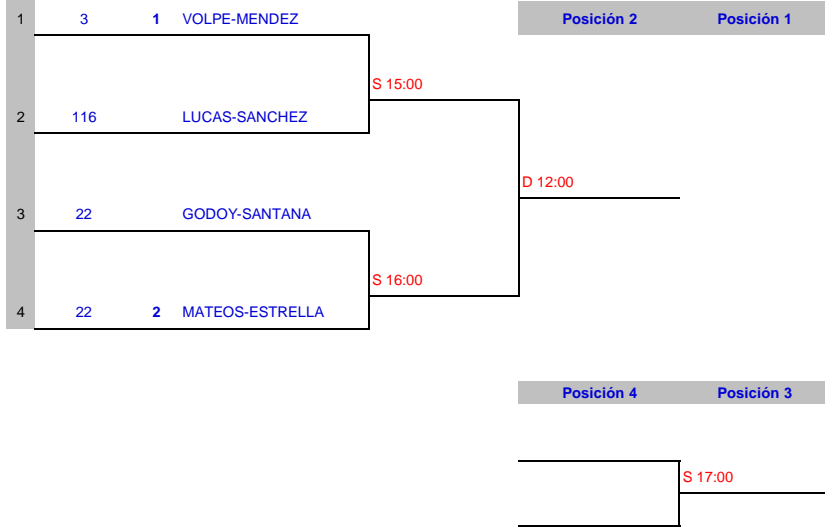 1 3 1 VOLPE-MENDEZ Posición 2 Posición 1
S 15:00
2 116 LUCAS-SANCHEZ
D 12:00
3 22 GODOY-SANTANA
S 16:00
4 22 2 MATEOS-ESTRELLA
Posición 4 Posición 3
S 17:00